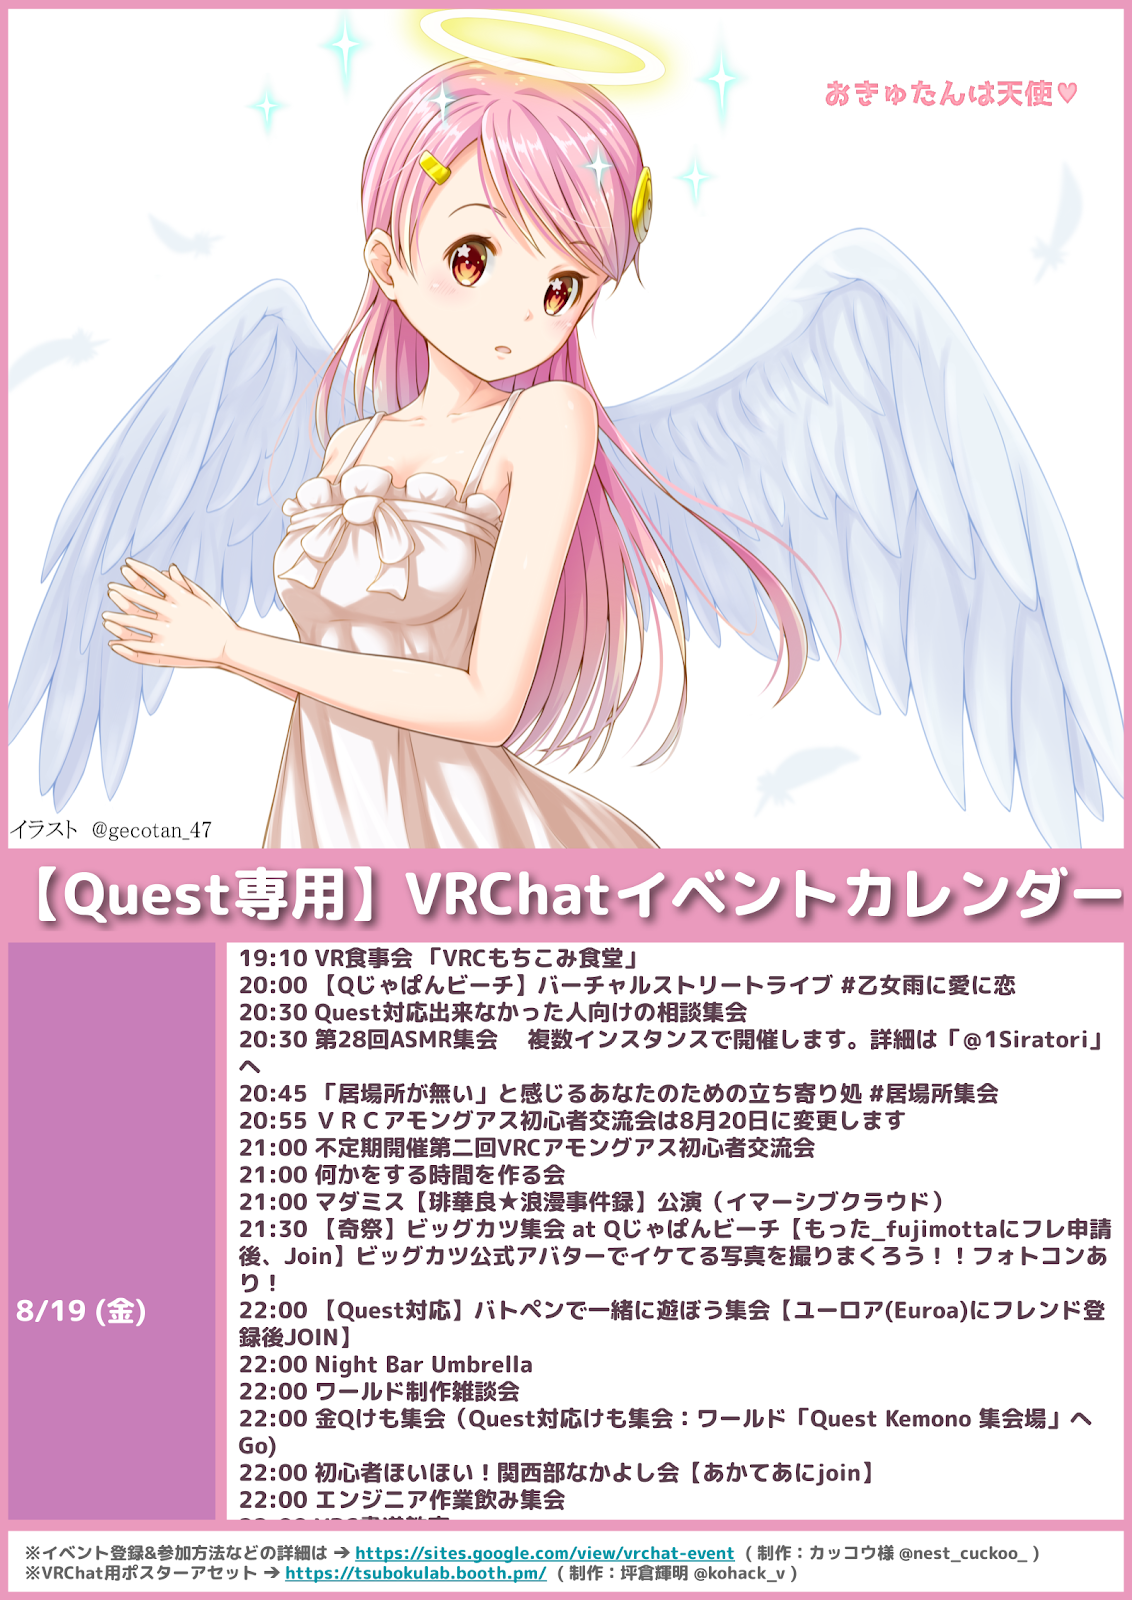 おきゅたんは天使♥
イラスト @gecotan_47
【Quest専用】VRChatイベントカレンダー
8/19 (金)
19:10 VR食事会 「VRCもちこみ食堂」
20:00 【Qじゃぱんビーチ】バーチャルストリートライブ #乙女雨に愛に恋
20:30 Quest対応出来なかった人向けの相談集会
20:30 第28回ASMR集会　複数インスタンスで開催します。詳細は「@1Siratori」
へ
20:45 「居場所が無い」と感じるあなたのための立ち寄り処 #居場所集会
20:55 ＶＲＣアモングアス初心者交流会は8月20日に変更します
21:00 不定期開催第二回VRCアモングアス初心者交流会
21:00 何かをする時間を作る会
21:00 マダミス【琲華良★浪漫事件録】公演（イマーシブクラウド）
21:30 【奇祭】ビッグカツ集会 at Qじゃぱんビーチ【もった_fujimottaにフレ申請
後、Join】ビッグカツ公式アバターでイケてる写真を撮りまくろう！！フォトコンあ
り！
22:00 【Quest対応】バトペンで一緒に遊ぼう集会【ユーロア(Euroa)にフレンド登
録後JOIN】
22:00 Night Bar Umbrella
22:00 ワールド制作雑談会
22:00 金Qけも集会（Quest対応けも集会：ワールド「Quest Kemono 集会場」へ
Go)
22:00 初心者ほいほい！関西部なかよし会【あかてあにjoin】
22:00 エンジニア作業飲み集会
※イベント登録&参加方法などの詳細は → https://sites.google.com/view/vrchat-event ( 制作：カッコウ様 @nest_cuckoo_ )
※VRChat用ポスターアセット → https://tsubokulab.booth.pm/ ( 制作：坪倉輝明 @kohack_v )